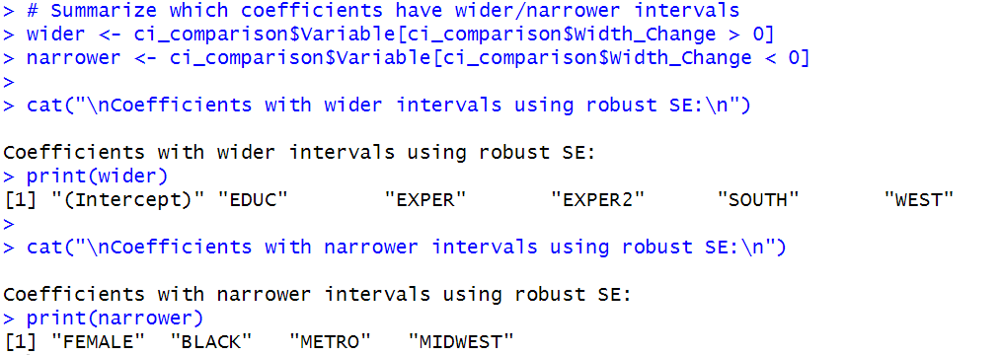 > # Summarize which coefficients have wider/narrower intervals
> wider <- ci_comparison$Variable[ci_comparison$Width_Change > 0]
> narrower <- ci_comparison$Variable[ci_comparison$Width_Change < 0]
>
> cat("\nCoefficients with wider intervals using robust SE:\n")

Coefficients with wider intervals using robust SE:
> print(wider)
[1] "(Intercept)" "EDUC"        "EXPER"       "EXPER2"      "SOUTH"       "WEST"
>
> cat("\nCoefficients with narrower intervals using robust SE:\n")

Coefficients with narrower intervals using robust SE:
> print(narrower)
[1] "FEMALE"  "BLACK"   "METRO"   "MIDWEST"